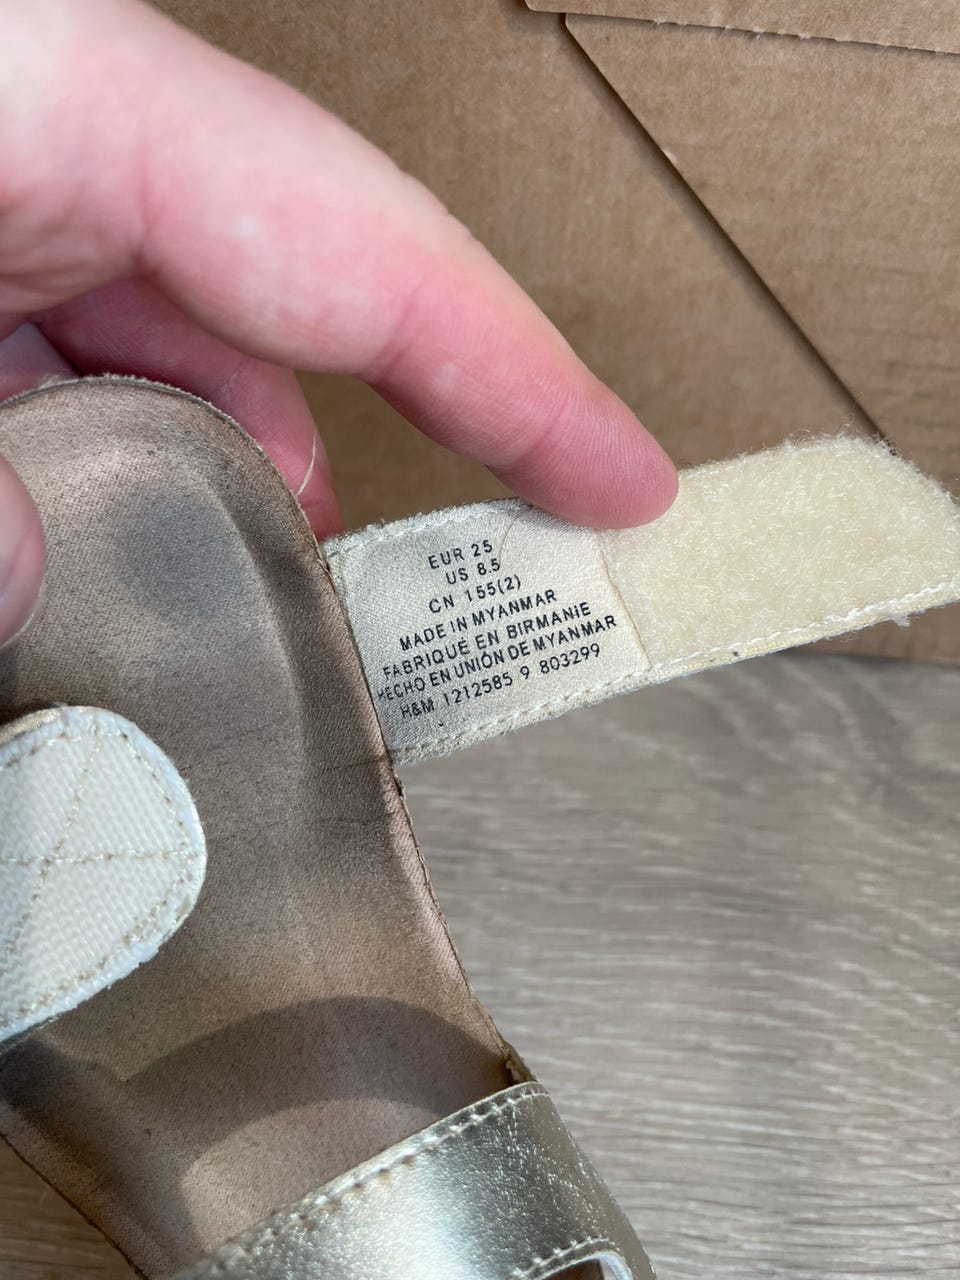 EUR 25
US 8.5
CN 155(2)
MADE IN MYANMAR
FABRIQUÉ EN BIRMANIE
HECHO EN UNIÓN DE MYANMAR
H&M 1212585 9 803299